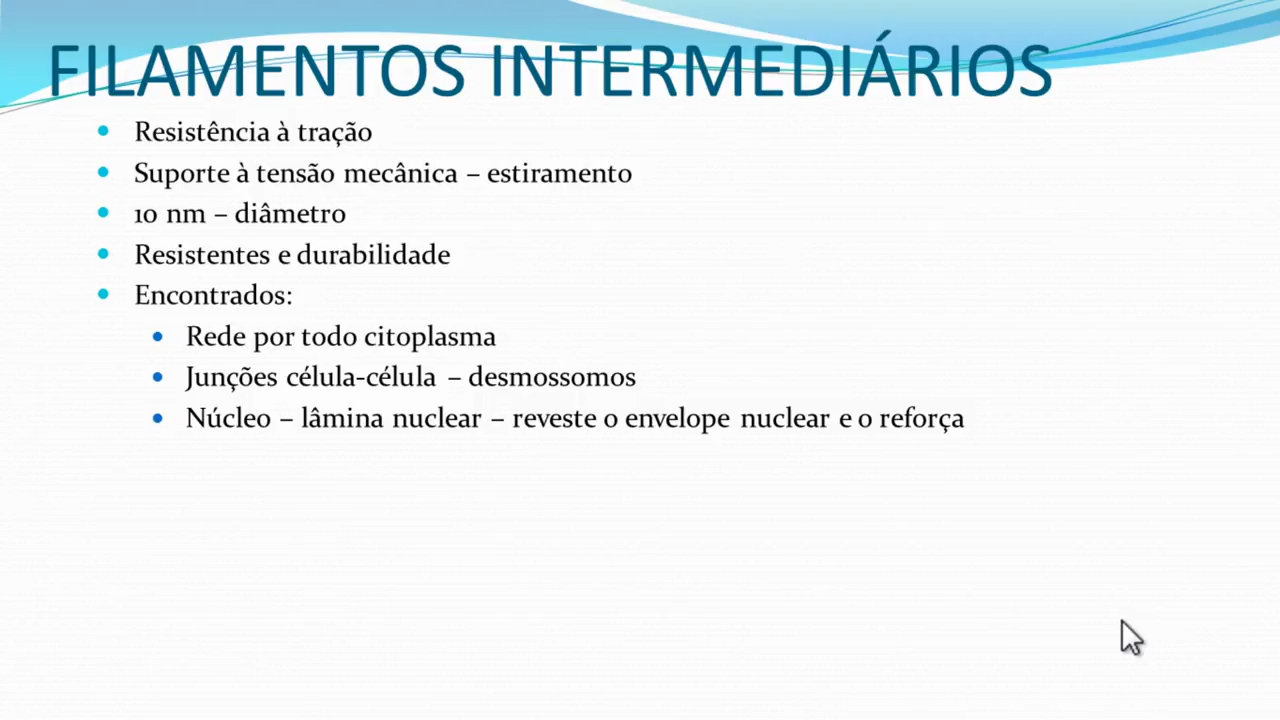 FILAMENTOS INTERMEDIÁRIOS
Resistência à tração
Suporte à tensão mecânica – estiramento
10 nm – diâmetro
Resistentes e durabilidade
Encontrados:
Rede por todo citoplasma
Junções célula-célula – desmossomos
Núcleo – lâmina nuclear – reveste o envelope nuclear e o reforça